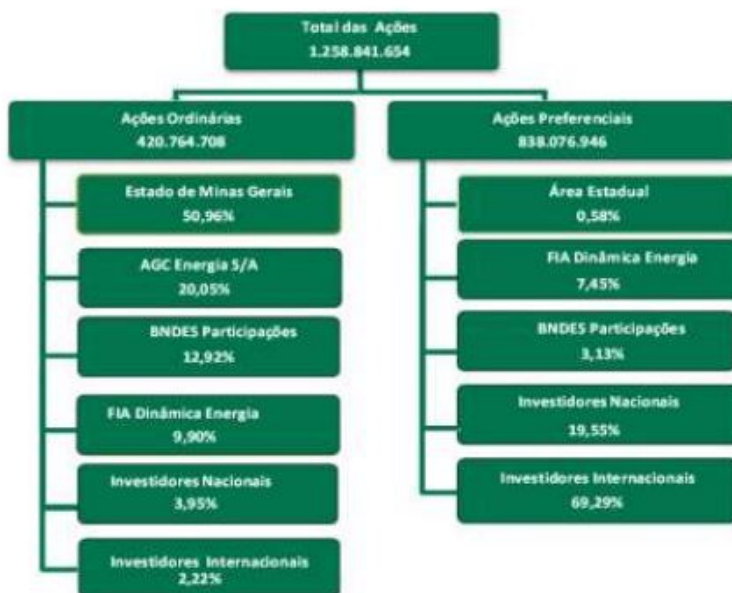 Total das Ações
1.258.841.654
Ações Ordinárias
420.764.708
Estado de Minas Gerais
50,96%
AGC Energia S/A
20,05%
BNDES Participações
12,92%
FIA Dinâmica Energia
9,90%
Investidores Nacionais
3,95%
Investidores Internacionais
2,22%
Ações Preferenciais
838.076.946
Área Estadual
0,58%
FIA Dinâmica Energia
7,45%
BNDES Participações
3,13%
Investidores Nacionais
19,55%
Investidores Internacionais
69,29%